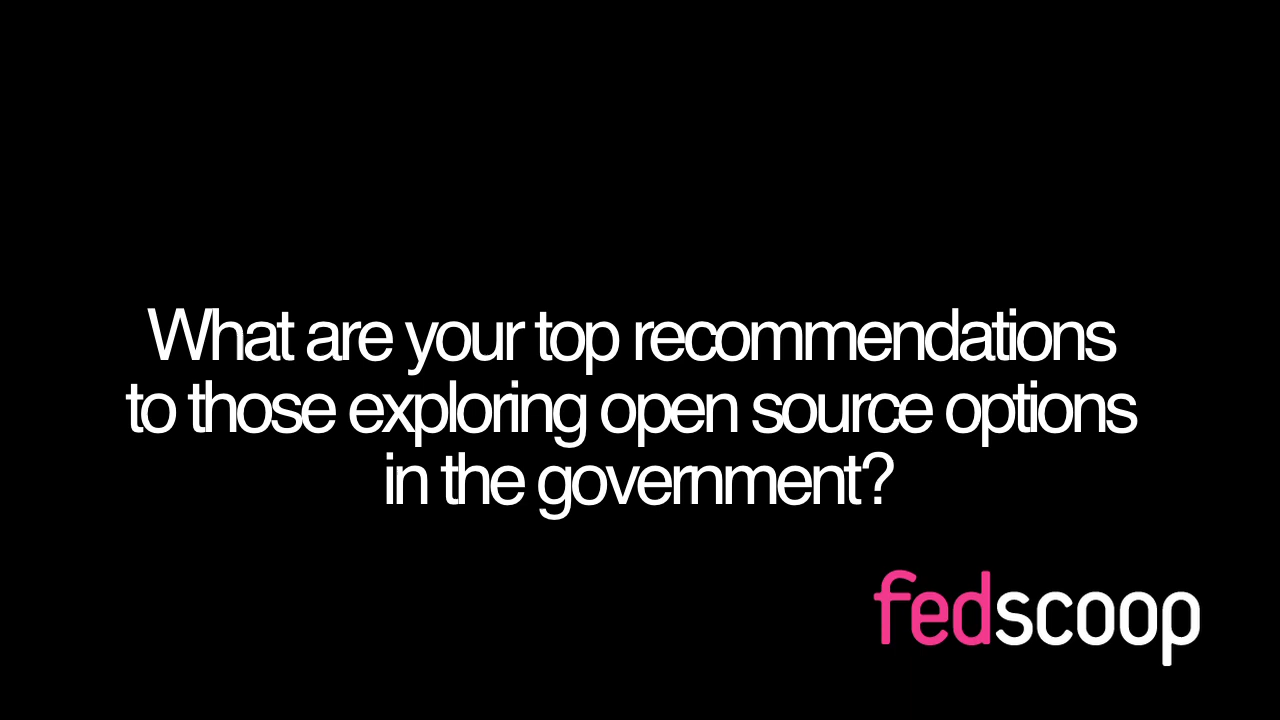 What are your top recommendations
to those exploring open source options
in the government?
fedscoop